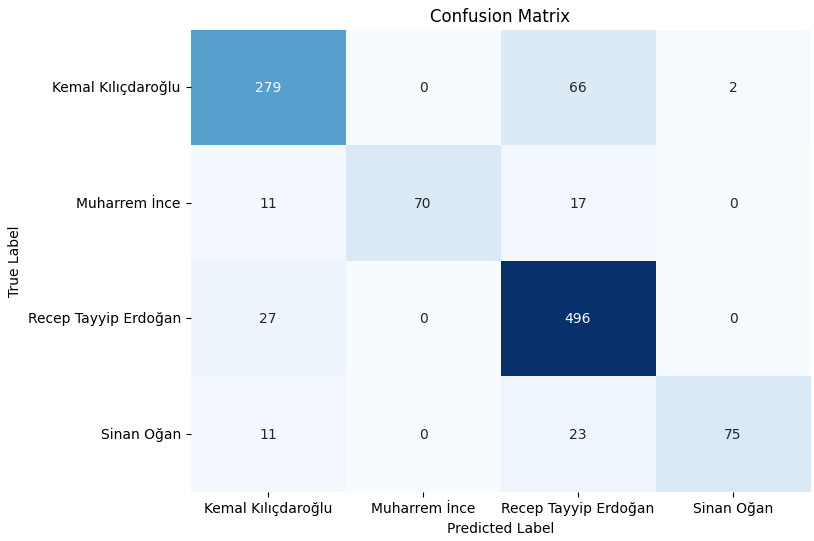 Confusion Matrix
True Label
Kemal Kılıçdaroğlu 279 0 66 2
Muharrem İnce 11 70 17 0
Recep Tayyip Erdoğan 27 0 496 0
Sinan Oğan 11 0 23 75
Kemal Kılıçdaroğlu Muharrem İnce Recep Tayyip Erdoğan Sinan Oğan
Predicted Label